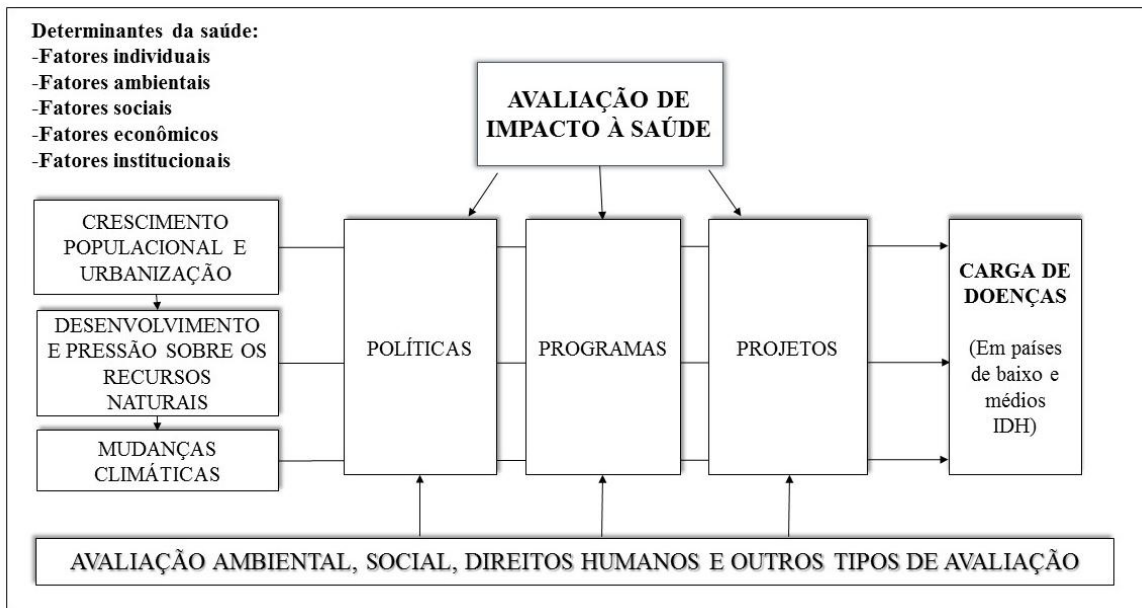 Determinantes da saúde:
-Fatores individuais
-Fatores ambientais
-Fatores sociais
-Fatores econômicos
-Fatores institucionais
AVALIAÇÃO DE
IMPACTO À SAÚDE
CRESCIMENTO
POPULACIONAL E
URBANIZAÇÃO
DESENVOLVIMENTO
E PRESSÃO SOBRE OS
RECURSOS
NATURAIS
MUDANÇAS
CLIMÁTICAS
POLÍTICAS
PROGRAMAS
PROJETOS
CARGA DE
DOENÇAS
(Em países
de baixo e
médios
IDH)
AVALIAÇÃO AMBIENTAL, SOCIAL, DIREITOS HUMANOS E OUTROS TIPOS DE AVALIAÇÃO